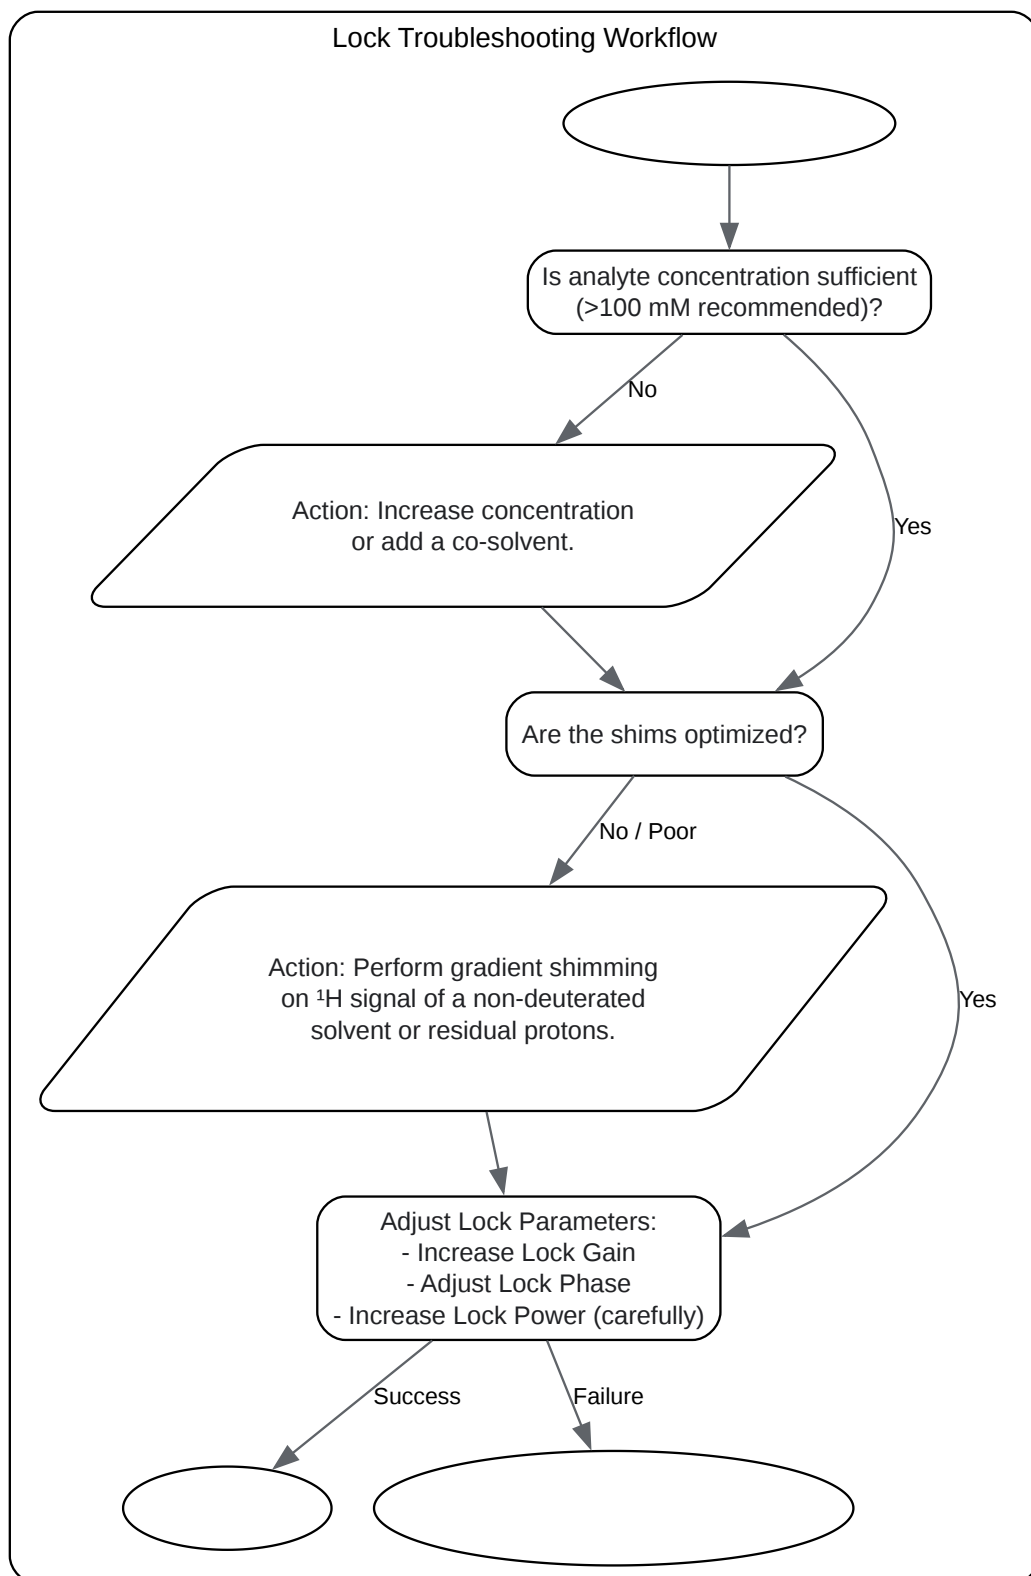 Lock Troubleshooting Workflow
Is analyte concentration sufficient
(>100 mM recommended)?
No
Action: Increase concentration
or add a co-solvent.
Yes
Are the shims optimized?
No / Poor
Action: Perform gradient shimming
on ¹H signal of a non-deuterated
solvent or residual protons.
Yes
Adjust Lock Parameters:
- Increase Lock Gain
- Adjust Lock Phase
- Increase Lock Power (carefully)
Success
Failure